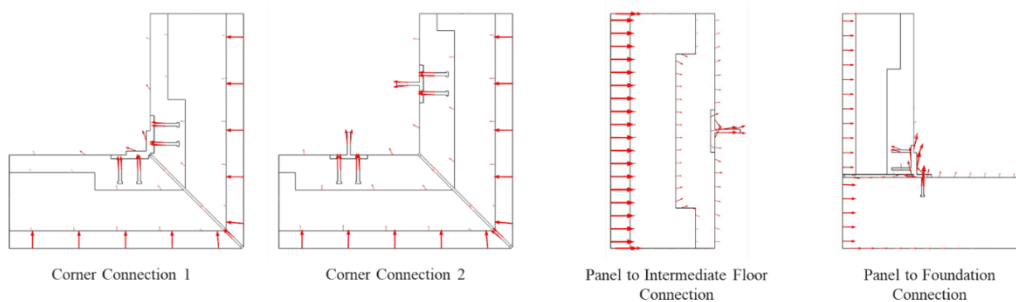 Corner Connection 1
Corner Connection 2
Panel to Intermediate Floor
Connection
Panel to Foundation
Connection